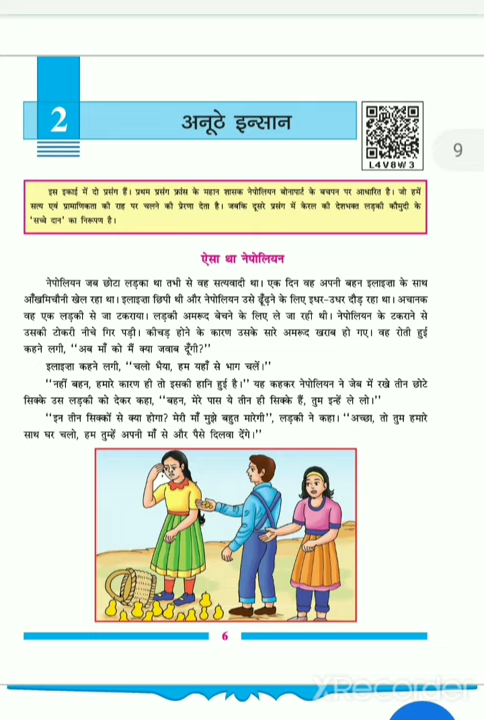 2
अनूठे इन्सान
L4V8W3
9
इस इकाई में दो प्रसंग हैं। प्रथम प्रसंग फ्रांस के महान शासक नेपोलियन बोनापार्ट के बचपन पर आधारित है। जो हमें
सत्य एवं प्रामाणिकता की राह पर चलने की प्रेरणा देता है। जबकि दूसरे प्रसंग में केरल की देशभक्त लड़की कौमुदी के
'सच्चे दान' का निरूपण है।
ऐसा था नेपोलियन
नेपोलियन जब छोटा लड़का था तभी से वह सत्यवादी था। एक दिन वह अपनी बहन इलाइज़ा के साथ
आँखमिचौनी खेल रहा था। इलाइज़ा छिपी थी और नेपोलियन उसे ढूँढ़ने के लिए इधर-उधर दौड़ रहा था। अचानक
वह एक लड़की से जा टकराया। लड़की अमरूद बेचने के लिए ले जा रही थी। नेपोलियन के टकराने से
उसकी टोकरी नीचे गिर पड़ी। कीचड़ होने के कारण उसके सारे अमरूद खराब हो गए। वह रोती हुई
कहने लगी, "अब माँ को मैं क्या जवाब दूँगी?"
इलाइज़ा कहने लगी, "चलो भैया, हम यहाँ से भाग चलें।"
"नहीं बहन, हमारे कारण ही तो इसकी हानि हुई है।" यह कहकर नेपोलियन ने जेब में रखे तीन छोटे
सिक्के उस लड़की को देकर कहा, "बहन, मेरे पास ये तीन ही सिक्के हैं, तुम इन्हें ले लो।"
"इन तीन सिक्कों से क्या होगा? मेरी माँ मुझे बहुत मारेगी", लड़की ने कहा। "अच्छा, तो तुम हमारे
साथ घर चलो, हम तुम्हें अपनी माँ से और पैसे दिलवा देंगे।"
6
XRecorder